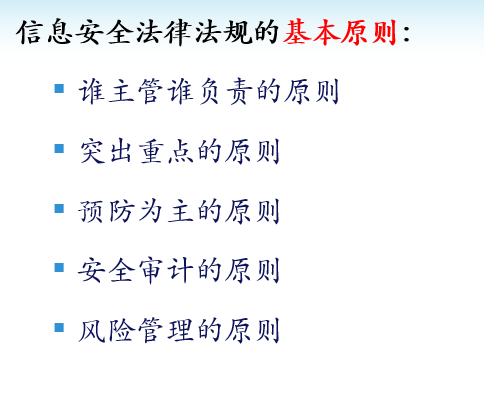 信息安全法律法规的基本原则:
谁主管谁负责的原则
突出重点的原则
预防为主的原则
安全审计的原则
风险管理的原则